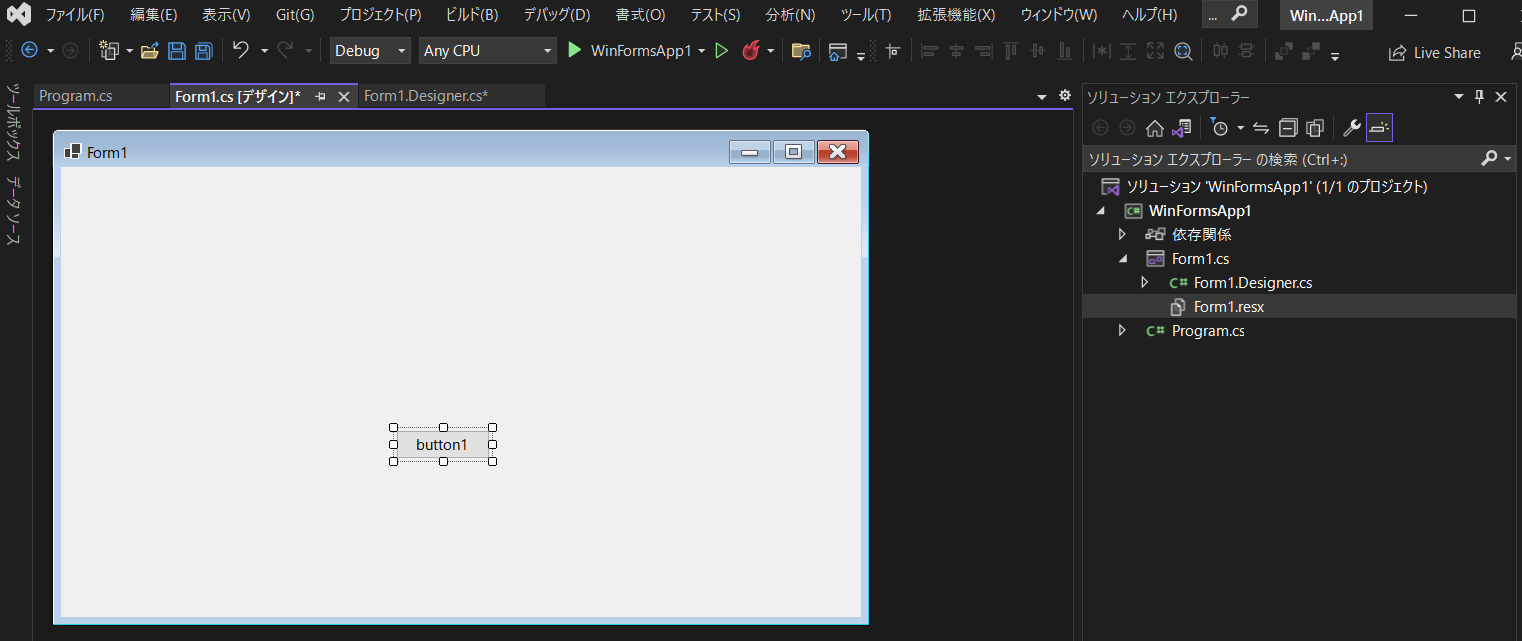 ファイル(F) 編集(E) 表示(V) Git(G) プロジェクト(P) ビルド(B) デバッグ(D) 書式(O) テスト(S) 分析(N) ツール(T) 拡張機能(X) ウィンドウ(W) ヘルプ(H) ... Win...App1
Debug Any CPU WinFormsApp1 Live Share
ツールボックス
データ ソース
Program.cs Form1.cs [デザイン]* Form1.Designer.cs*
Form1
button1
ソリューション エクスプローラー
ソリューション エクスプローラー の検索 (Ctrl+:)
ソリューション 'WinFormsApp1' (1/1 のプロジェクト)
C# WinFormsApp1
依存関係
Form1.cs
C# Form1.Designer.cs
Form1.resx
C# Program.cs